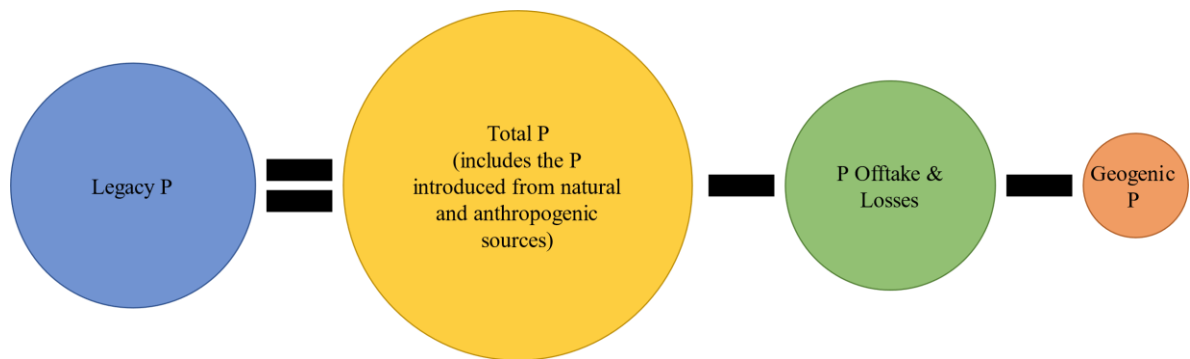 Legacy P
Total P
(includes the P
introduced from natural
and anthropogenic
sources)
P Offtake &
Losses
Geogenic
P